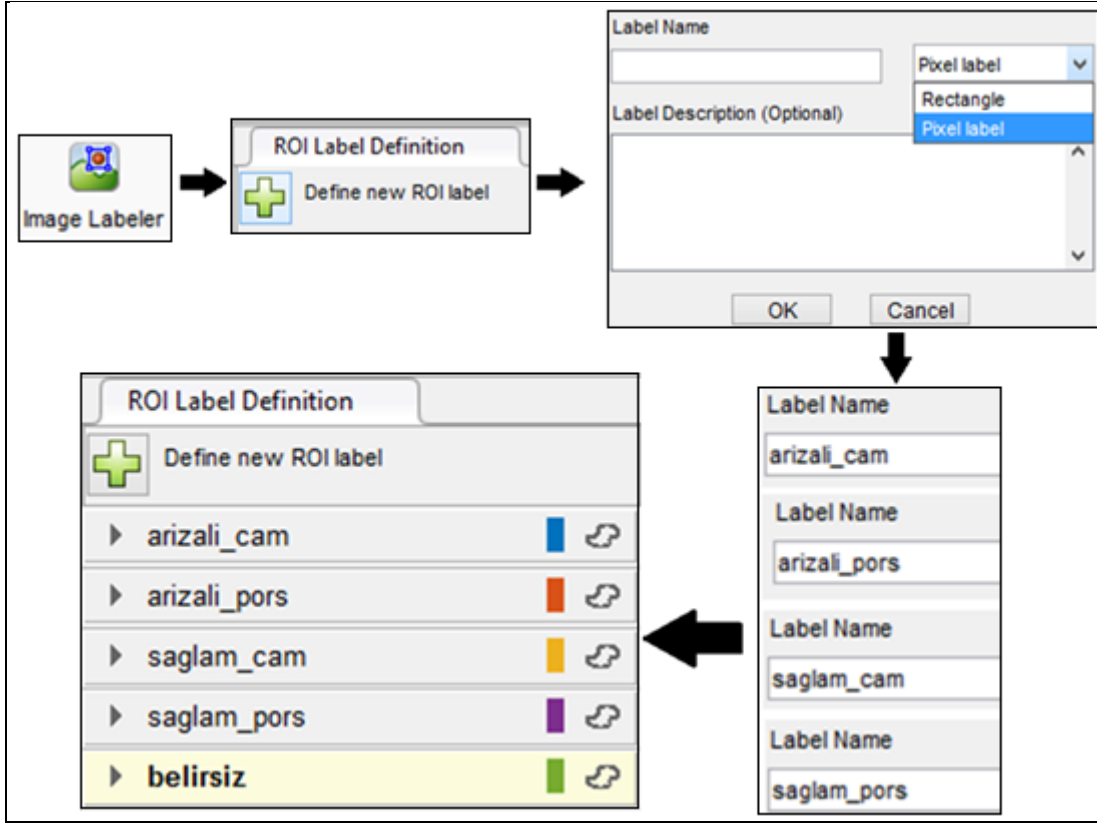 Image Labeler
ROI Label Definition
Define new ROI label
Label Name
Pixel label
Rectangle
Pixel label
Label Description (Optional)
OK
Cancel
Label Name
arizali_cam
Label Name
arizali_pors
Label Name
saglam_cam
Label Name
saglam_pors
ROI Label Definition
Define new ROI label
arizali_cam
arizali_pors
saglam_cam
saglam_pors
belirsiz